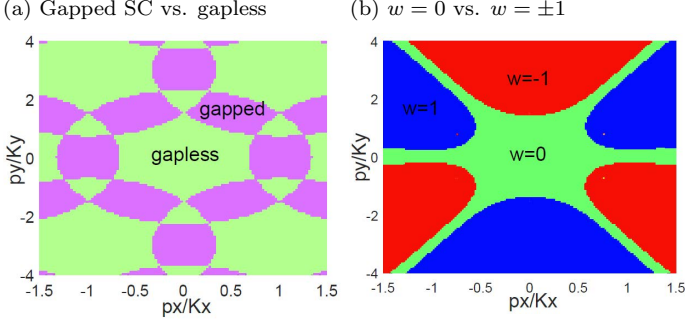 (a) Gapped SC vs. gapless
4
2
0
-2
-4
py/Ky
gapped
gapless
-1.5 -1 -0.5 0 0.5 1 1.5
px/Kx
(b) w = 0 vs. w = ±1
4
2
0
-2
-4
py/Ky
w=-1
w=1
w=0
-1.5 -1 -0.5 0 0.5 1 1.5
px/Kx